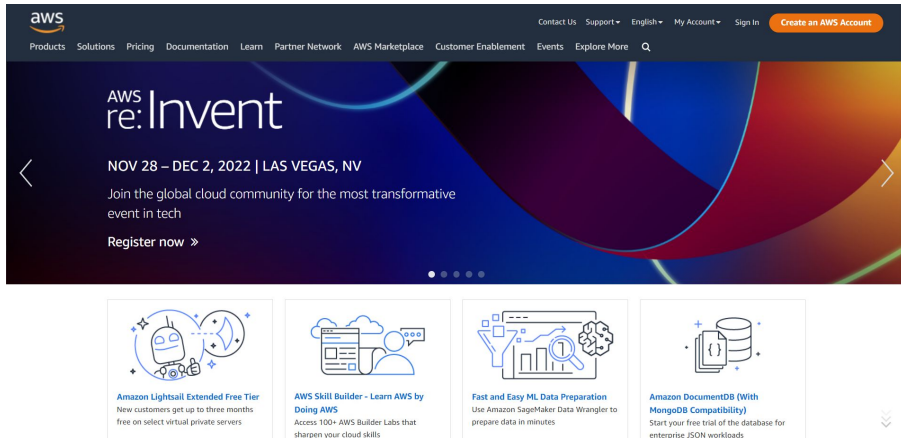 aws
Contact Us Support English My Account Sign In Create an AWS Account
Products Solutions Pricing Documentation Learn Partner Network AWS Marketplace Customer Enablement Events Explore More
AWS
re:Invent
NOV 28 – DEC 2, 2022 | LAS VEGAS, NV
Join the global cloud community for the most transformative
event in tech
Register now »
Amazon Lightsail Extended Free Tier
New customers get up to three months
free on select virtual private servers
AWS Skill Builder - Learn AWS by
Doing AWS
Access 100+ AWS Builder Labs that
sharpen your cloud skills
Fast and Easy ML Data Preparation
Use Amazon SageMaker Data Wrangler to
prepare data in minutes
Amazon DocumentDB (With
MongoDB Compatibility)
Start your free trial of the database for
enterprise JSON workloads